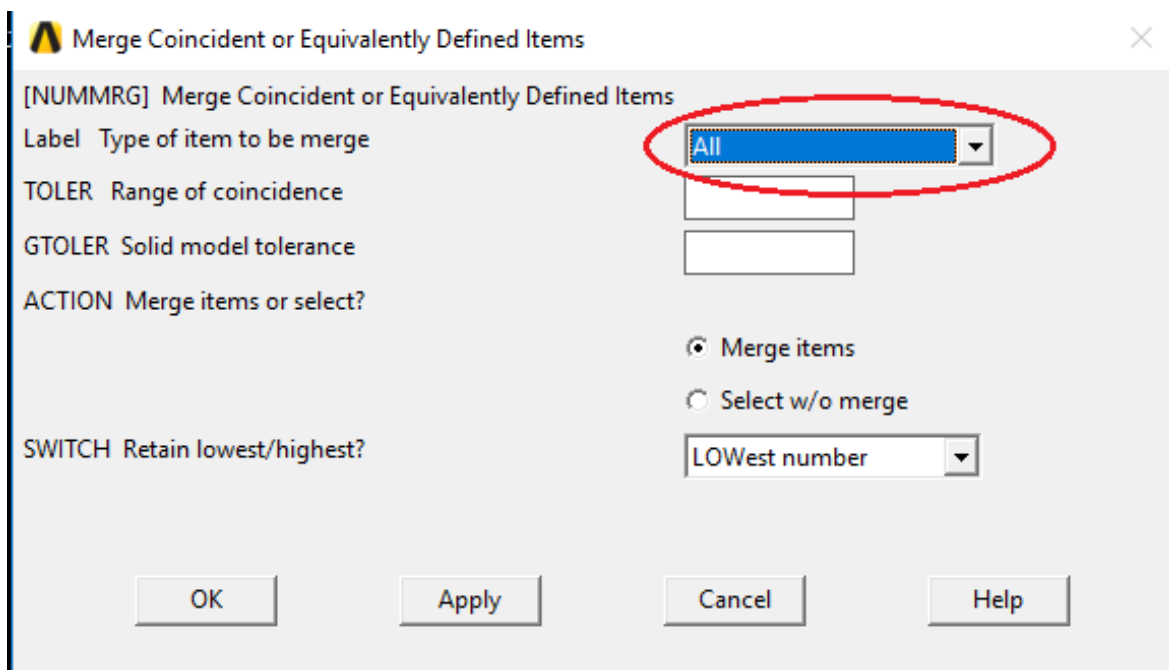 Merge Coincident or Equivalently Defined Items
[NUMMRG] Merge Coincident or Equivalently Defined Items
Label Type of item to be merge
All
TOLER Range of coincidence
GTOLER Solid model tolerance
ACTION Merge items or select?
Merge items
Select w/o merge
SWITCH Retain lowest/highest?
LOWest number
OK Apply Cancel Help